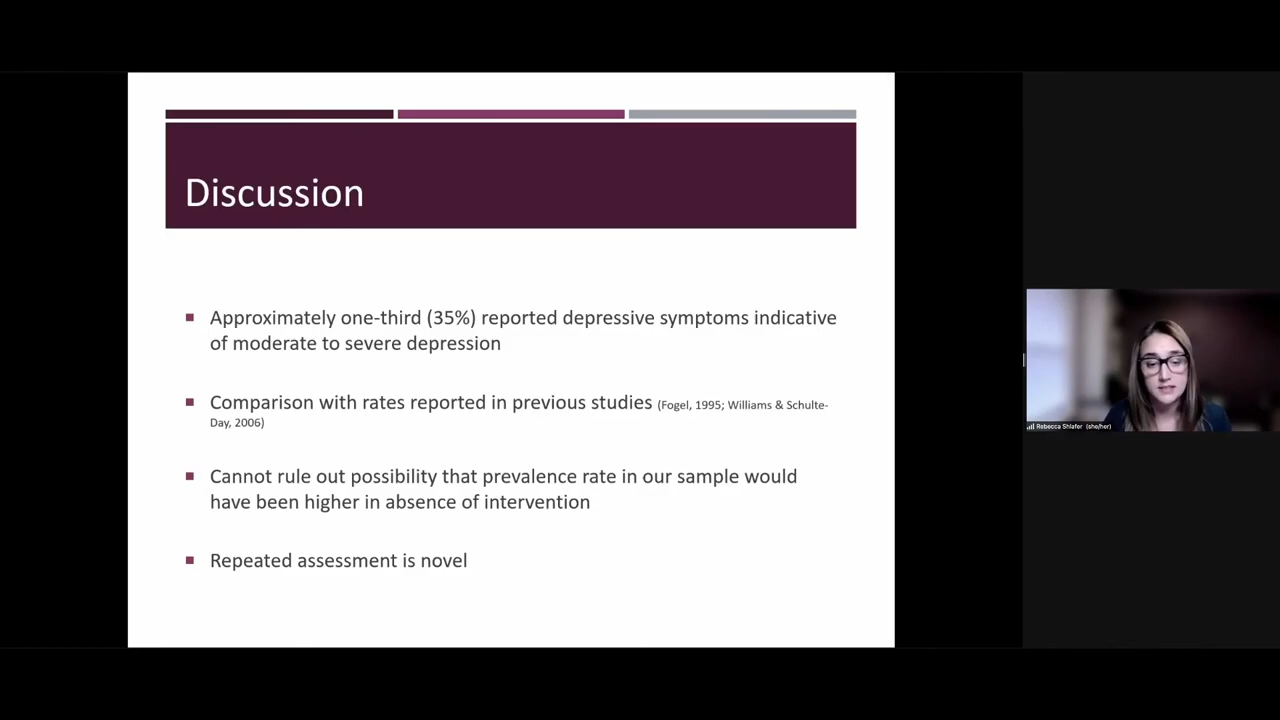 Discussion
Approximately one-third (35%) reported depressive symptoms indicative
of moderate to severe depression
Comparison with rates reported in previous studies (Fogel, 1995; Williams & Schulte-
Day, 2006)
Cannot rule out possibility that prevalence rate in our sample would
have been higher in absence of intervention
Repeated assessment is novel
Rebecca Shlafer (she/her)